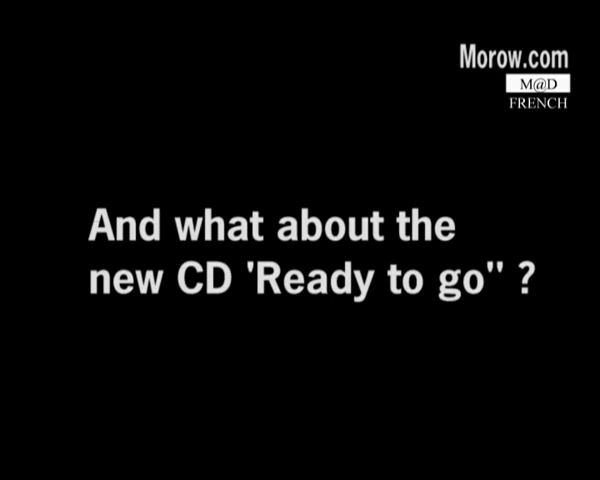 Morow.com
M@D
FRENCH
And what about the
new CD 'Ready to go" ?